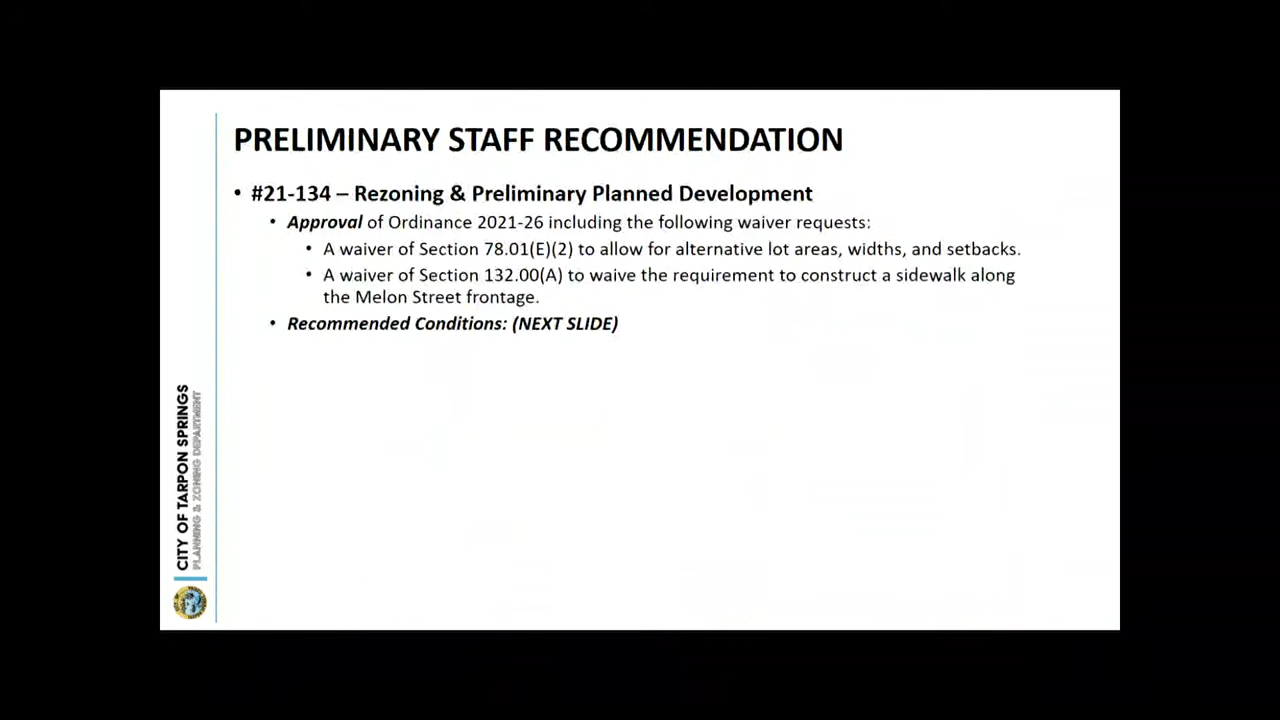 PRELIMINARY STAFF RECOMMENDATION
• #21-134 – Rezoning & Preliminary Planned Development
• Approval of Ordinance 2021-26 including the following waiver requests:
• A waiver of Section 78.01(E)(2) to allow for alternative lot areas, widths, and setbacks.
• A waiver of Section 132.00(A) to waive the requirement to construct a sidewalk along
the Melon Street frontage.
• Recommended Conditions: (NEXT SLIDE)
CITY OF TARPON SPRINGS
PLANNING & ZONING DEPARTMENT